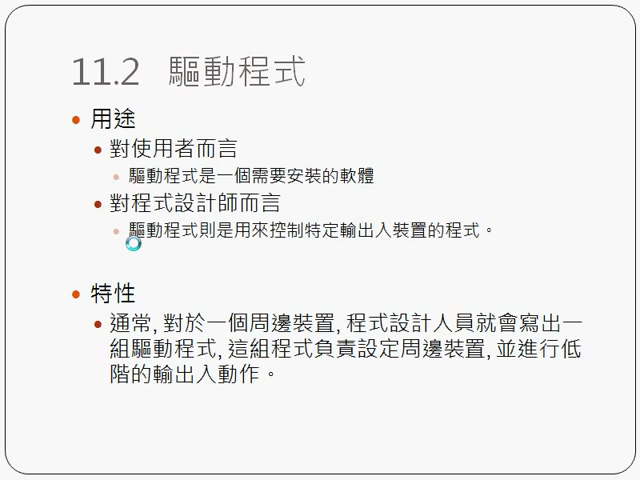 11.2 驅動程式
用途
對使用者而言
驅動程式是一個需要安裝的軟體
對程式設計師而言
驅動程式則是用來控制特定輸出入裝置的程式。
特性
通常, 對於一個周邊裝置, 程式設計人員就會寫出一
組驅動程式, 這組程式負責設定周邊裝置, 並進行低
階的輸出入動作。